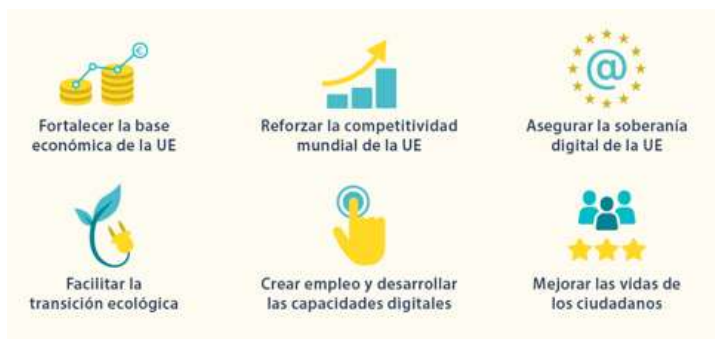 €
Fortalecer la base
económica de la UE
Reforzar la competitividad
mundial de la UE
@
Asegurar la soberanía
digital de la UE
Facilitar la
transición ecológica
Crear empleo y desarrollar
las capacidades digitales
Mejorar las vidas de
los ciudadanos